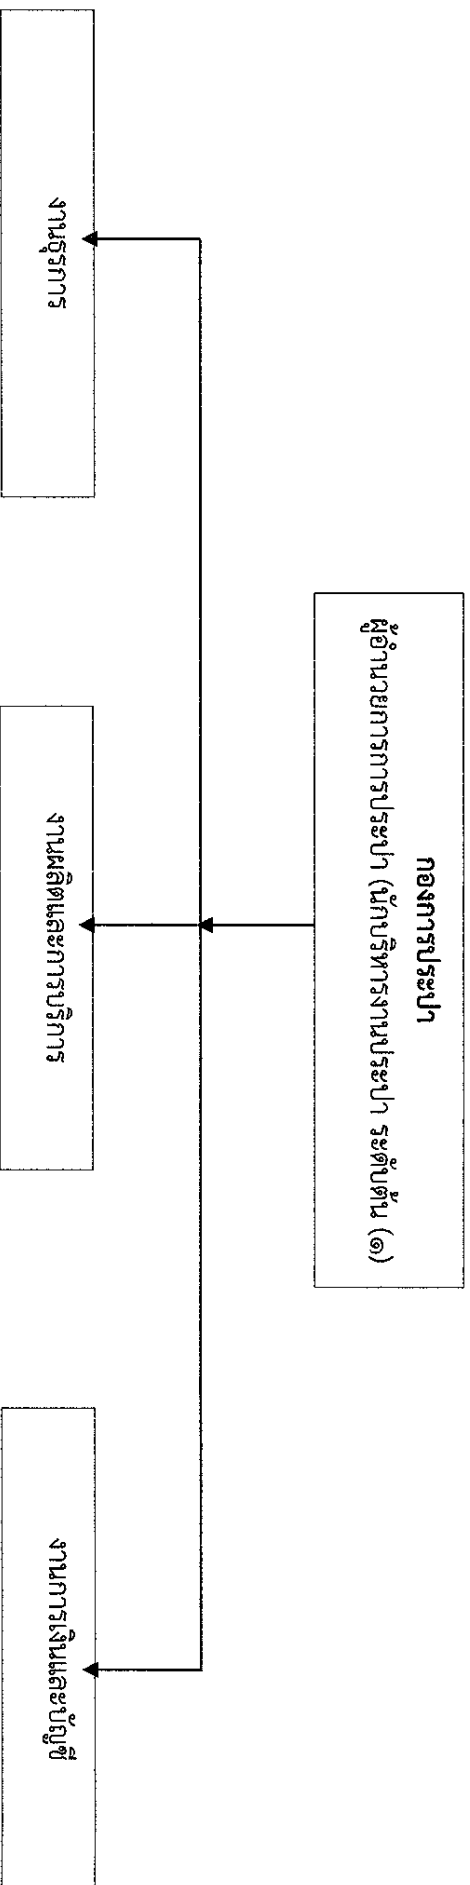 กองการประปา
ผู้อำนวยการการประปา (นักบริหารงานประปา ระดับต้น (๑)
งานธุรการ
งานผลิตและการบริการ
งานการเงินและบัญชี